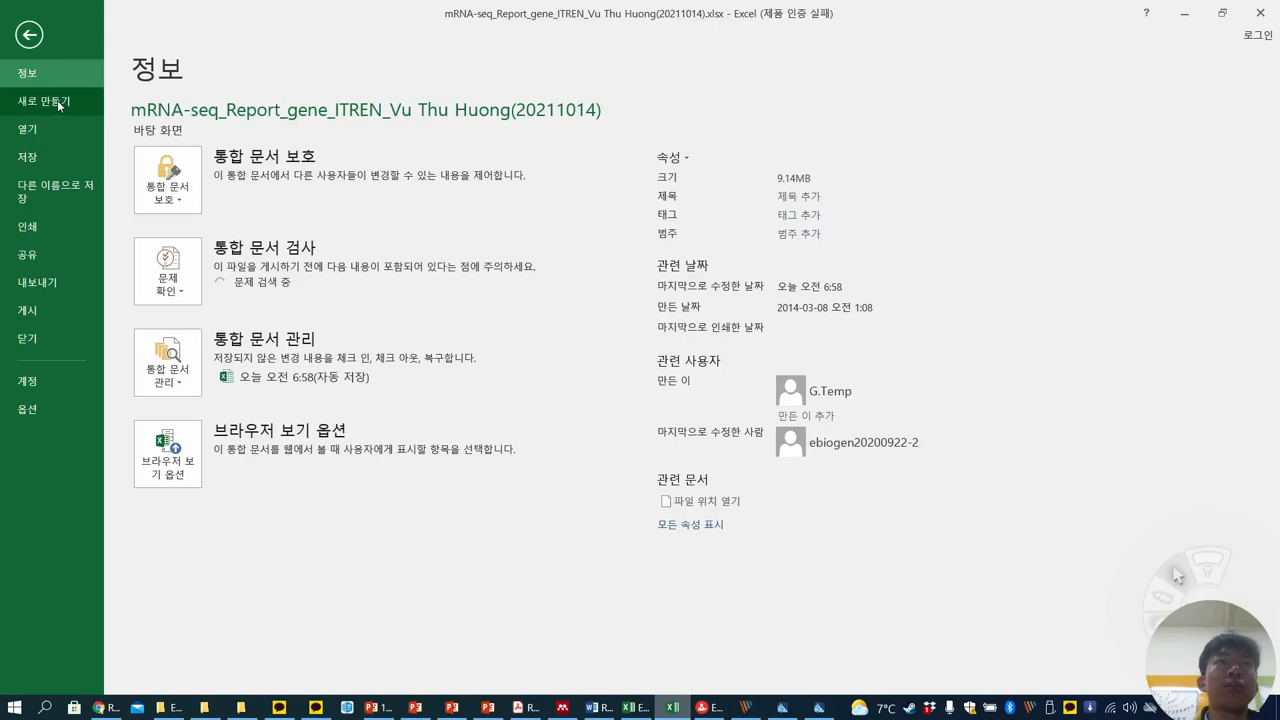 mRNA-seq_Report_gene_ITREN_Vu Thu Huong(20211014).xlsx - Excel (제품 인증 실패)
?
로그인
정보
새로 만들기
열기
저장
다른 이름으로 저
장
인쇄
공유
내보내기
게시
닫기
계정
옵션
정보
mRNA-seq_Report_gene_ITREN_Vu Thu Huong(20211014)
바탕 화면
통합 문서
보호
통합 문서 보호
이 통합 문서에서 다른 사용자들이 변경할 수 있는 내용을 제어합니다.
문제
확인
통합 문서 검사
이 파일을 게시하기 전에 다음 내용이 포함되어 있다는 점에 주의하세요.
문제 검색 중
통합 문서
관리
통합 문서 관리
저장되지 않은 변경 내용을 체크 인, 체크 아웃, 복구합니다.
오늘 오전 6:58(자동 저장)
브라우저 보
기 옵션
브라우저 보기 옵션
이 통합 문서를 웹에서 볼 때 사용자에게 표시할 항목을 선택합니다.
속성
크기 9.14MB
제목 제목 추가
태그 태그 추가
범주 범주 추가
관련 날짜
마지막으로 수정한 날짜 오늘 오전 6:58
만든 날짜 2014-03-08 오전 1:08
마지막으로 인쇄한 날짜
관련 사용자
만든 이 G.Temp
만든 이 추가
마지막으로 수정한 사람 ebiogen20200922-2
관련 문서
파일 위치 열기
모든 속성 표시
R... 1... R... W... E... E... 7°C